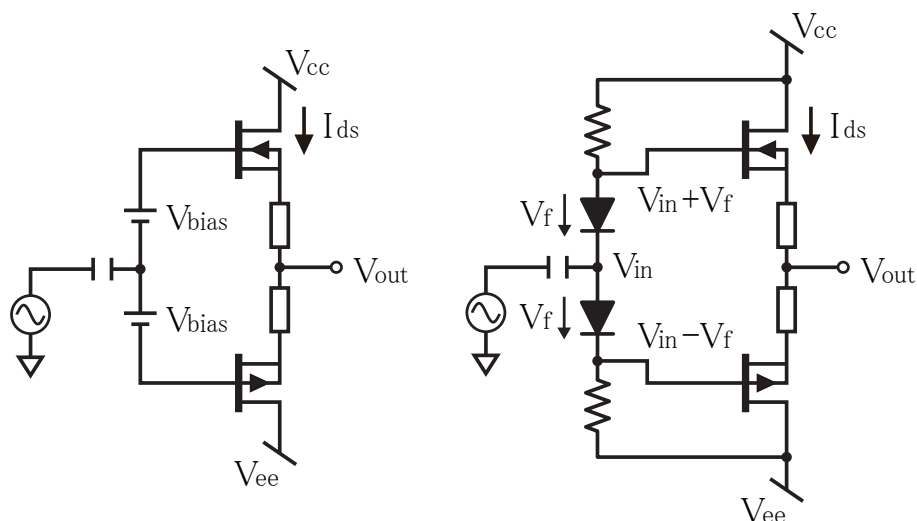 Vcc
Ids
Vbias
Vout
Vbias
Vee
Vcc
Ids
Vin+Vf
Vf
Vin
Vout
Vf
Vin−Vf
Vee